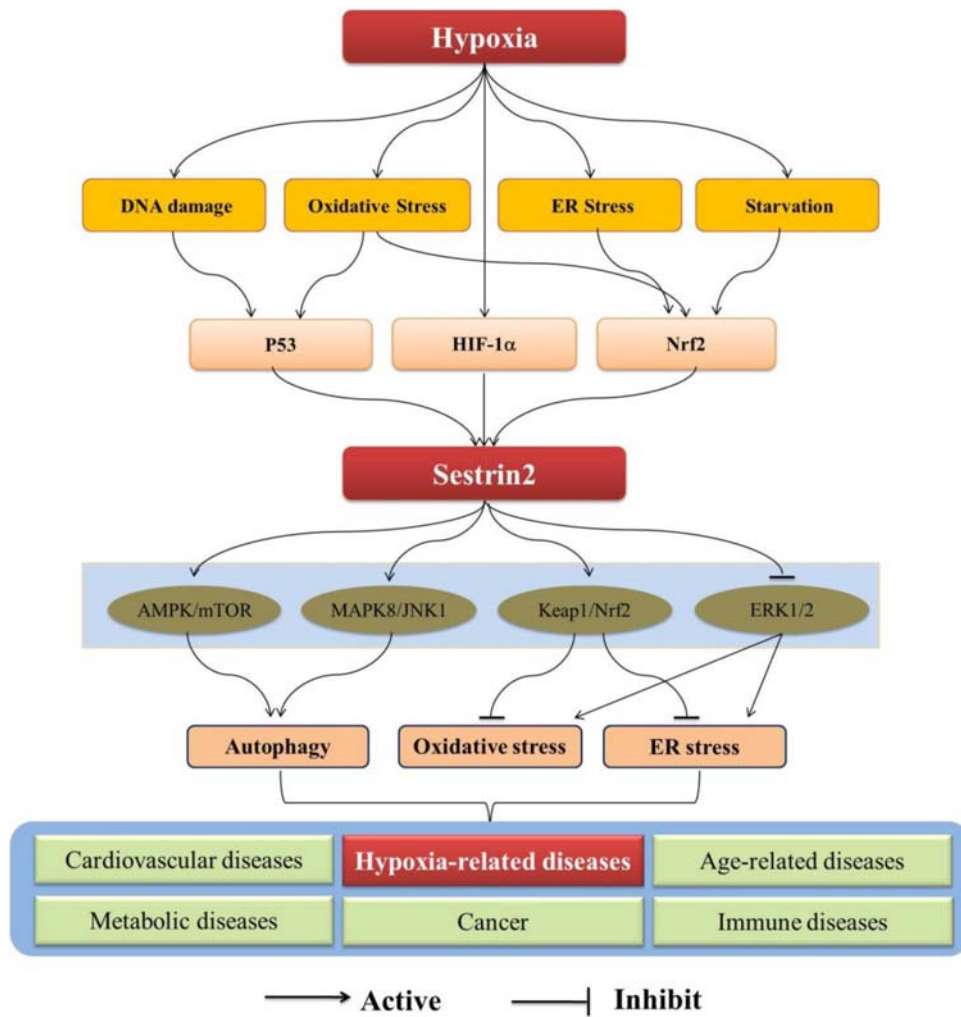 Hypoxia
DNA damage
Oxidative Stress
ER Stress
Starvation
P53
HIF-1α
Nrf2
Sestrin2
AMPK/mTOR
MAPK8/JNK1
Keap1/Nrf2
ERK1/2
Autophagy
Oxidative stress
ER stress
Cardiovascular diseases
Hypoxia-related diseases
Age-related diseases
Metabolic diseases
Cancer
Immune diseases
Active
Inhibit